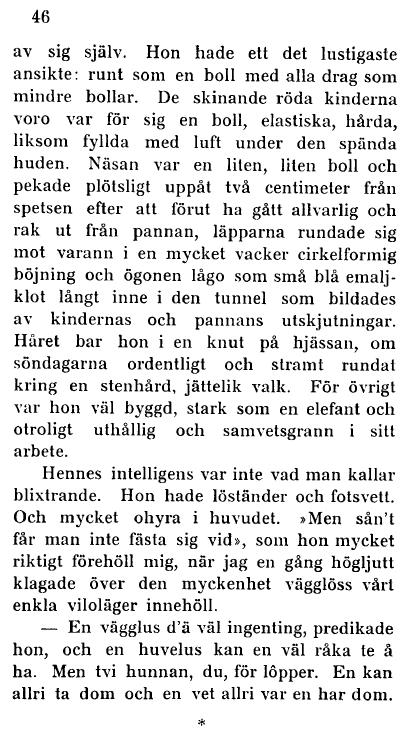 46
av sig själv. Hon hade ett det lustigaste
ansikte: runt som en boll med alla drag som
mindre bollar. De skinande röda kinderna
voro var för sig en boll, elastiska, hårda,
liksom fyllda med luft under den spända
huden. Näsan var en liten, liten boll och
pekade plötsligt uppåt två centimeter från
spetsen efter att förut ha gått allvarlig och
rak ut från pannan, läpparna rundade sig
mot varann i en mycket vacker cirkelformig
böjning och ögonen lågo som små blå emalj-
klot långt inne i den tunnel som bildades
av kindernas och pannans utskjutningar.
Håret bar hon i en knut på hjässan, om
söndagarna ordentligt och stramt rundat
kring en stenhård, jättelik valk. För övrigt
var hon väl byggd, stark som en elefant och
otroligt uthållig och samvetsgrann i sitt
arbete.
Hennes intelligens var inte vad man kallar
blixtrande. Hon hade löständer och fotsvett.
Och mycket ohyra i huvudet. »Men sån't
får man inte fästa sig vid», som hon mycket
riktigt förehöll mig, när jag en gång högljutt
klagade över den myckenhet vägglöss vårt
enkla viloläger innehöll.
— En vägglus d'ä väl ingenting, predikade
hon, och en huvelus kan en väl råka te å
ha. Men tvi hunnan, du, för lôpper. En kan
allri ta dom och en vet allri var en har dom.
*